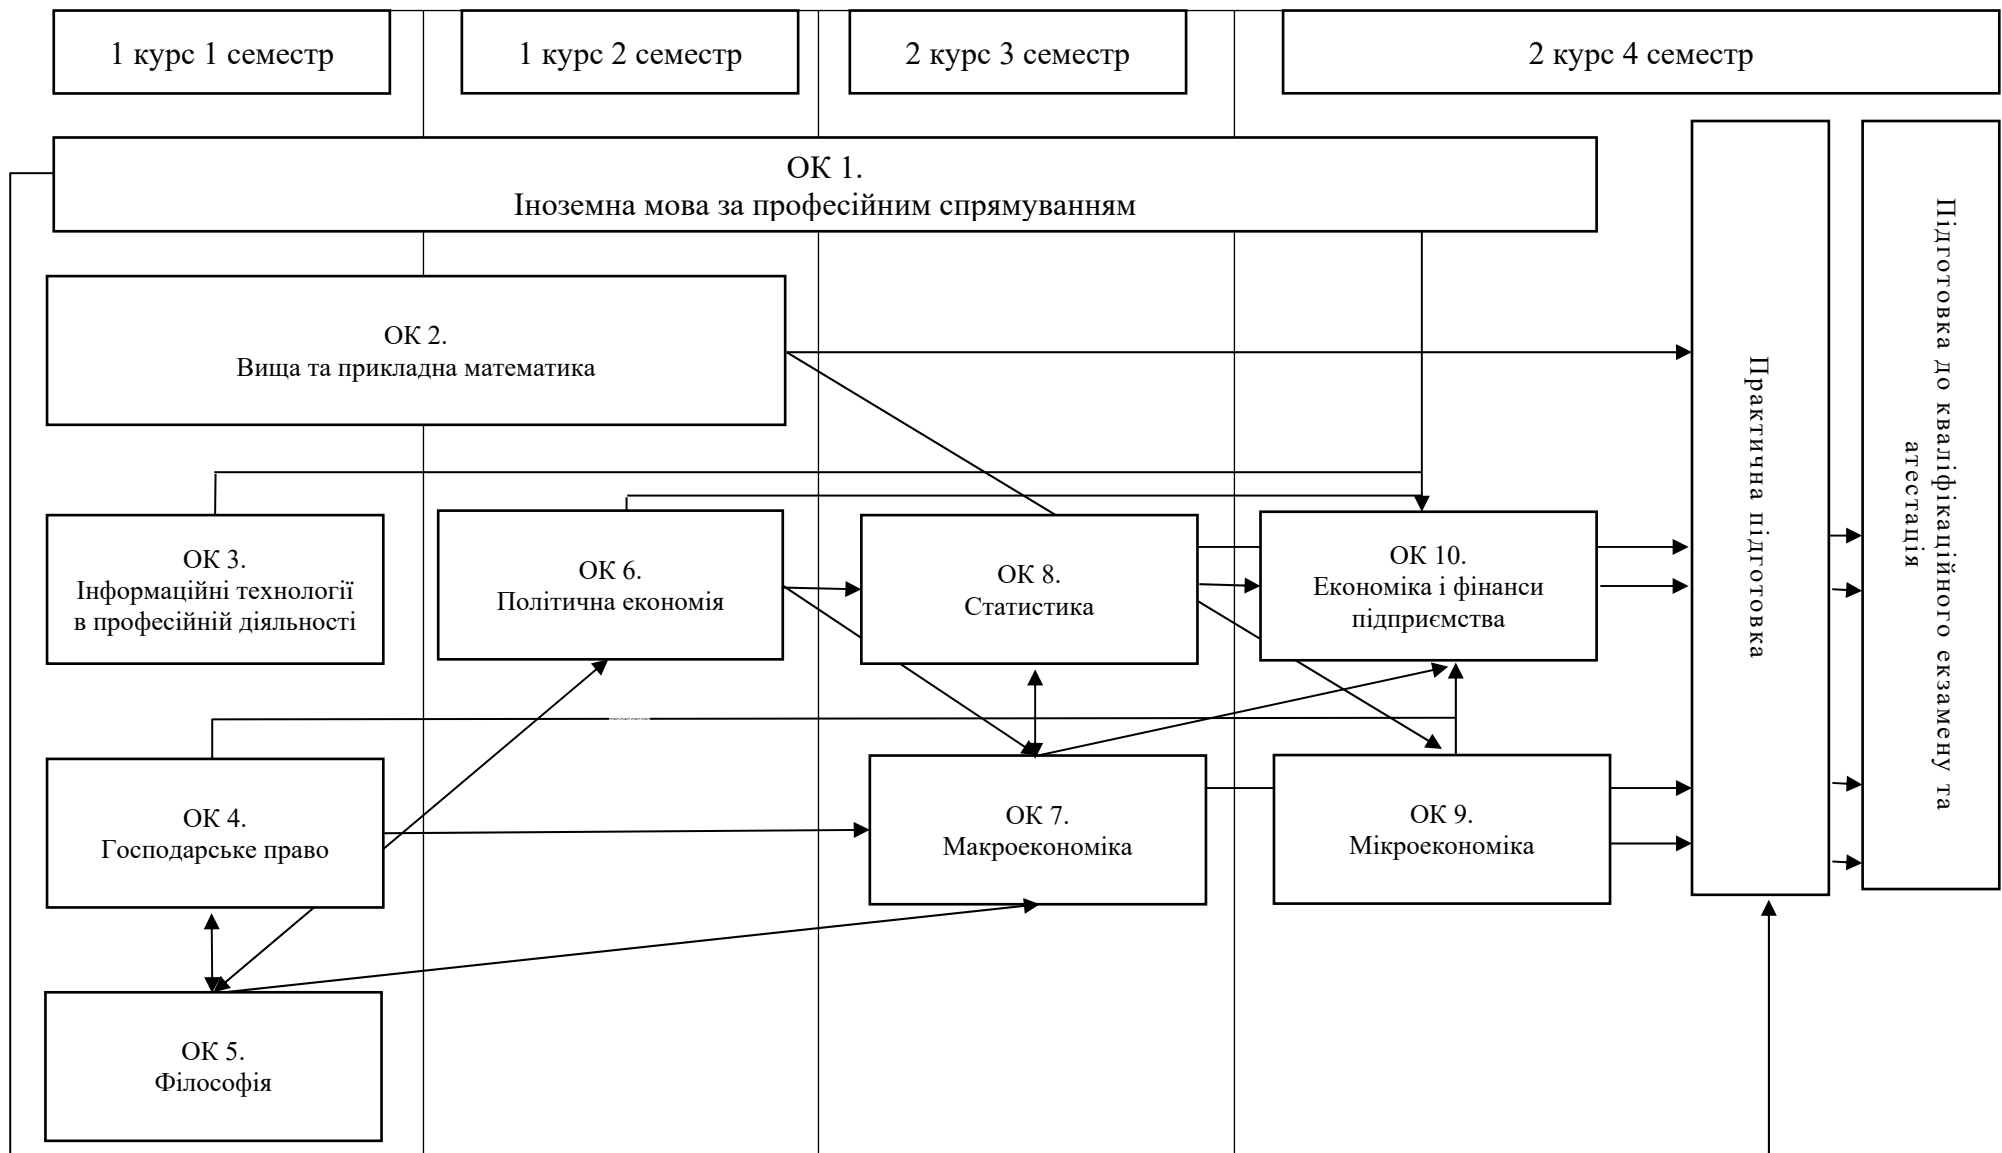 1 курс 1 семестр
1 курс 2 семестр
2 курс 3 семестр
2 курс 4 семестр
ОК 1.
Іноземна мова за професійним спрямуванням
ОК 2.
Вища та прикладна математика
ОК 3.
Інформаційні технології
в професійній діяльності
ОК 6.
Політична економія
ОК 8.
Статистика
ОК 10.
Економіка і фінанси
підприємства
ОК 4.
Господарське право
ОК 7.
Макроекономіка
ОК 9.
Мікроекономіка
ОК 5.
Філософія
Практична підготовка
Підготовка до кваліфікаційного екзамену та
атестація